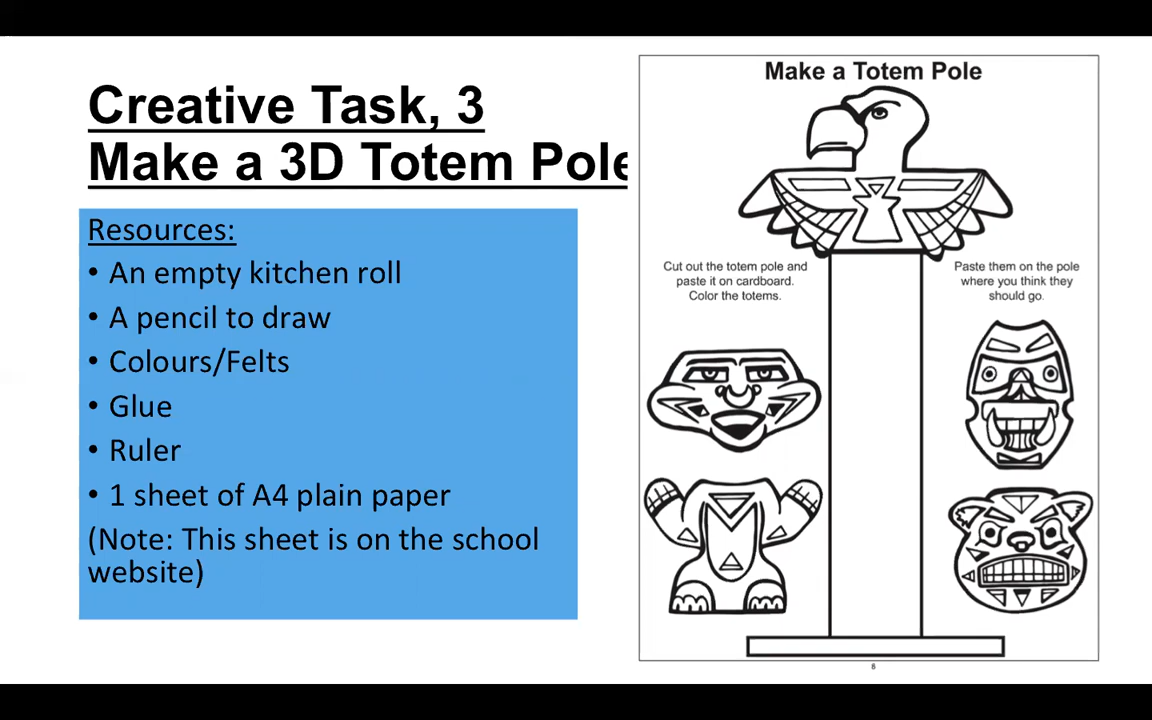 Creative Task, 3
Make a 3D Totem Pole
Resources:
• An empty kitchen roll
• A pencil to draw
• Colours/Felts
• Glue
• Ruler
• 1 sheet of A4 plain paper
(Note: This sheet is on the school
website)
Make a Totem Pole
Cut out the totem pole and
paste it on cardboard.
Color the totems.
Paste them on the pole
where you think they
should go.